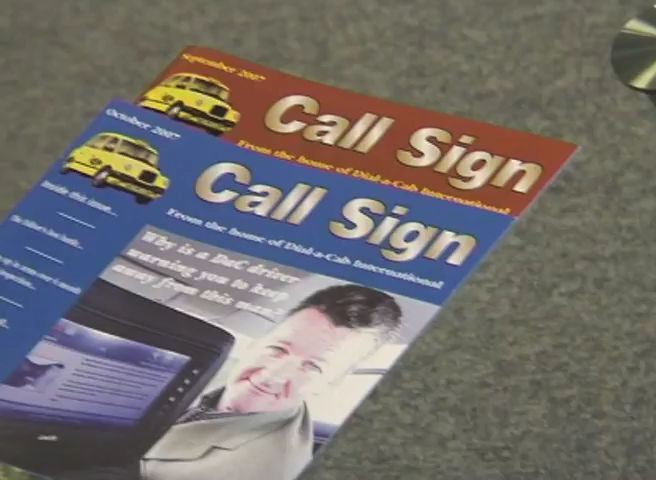 September 2007
Call Sign
From the home of Dial-a-Cab International
October 2007
Call Sign
From the home of Dial-a-Cab International
Inside this issue...
Why is a DaC driver
warning you to keep
away from this man?